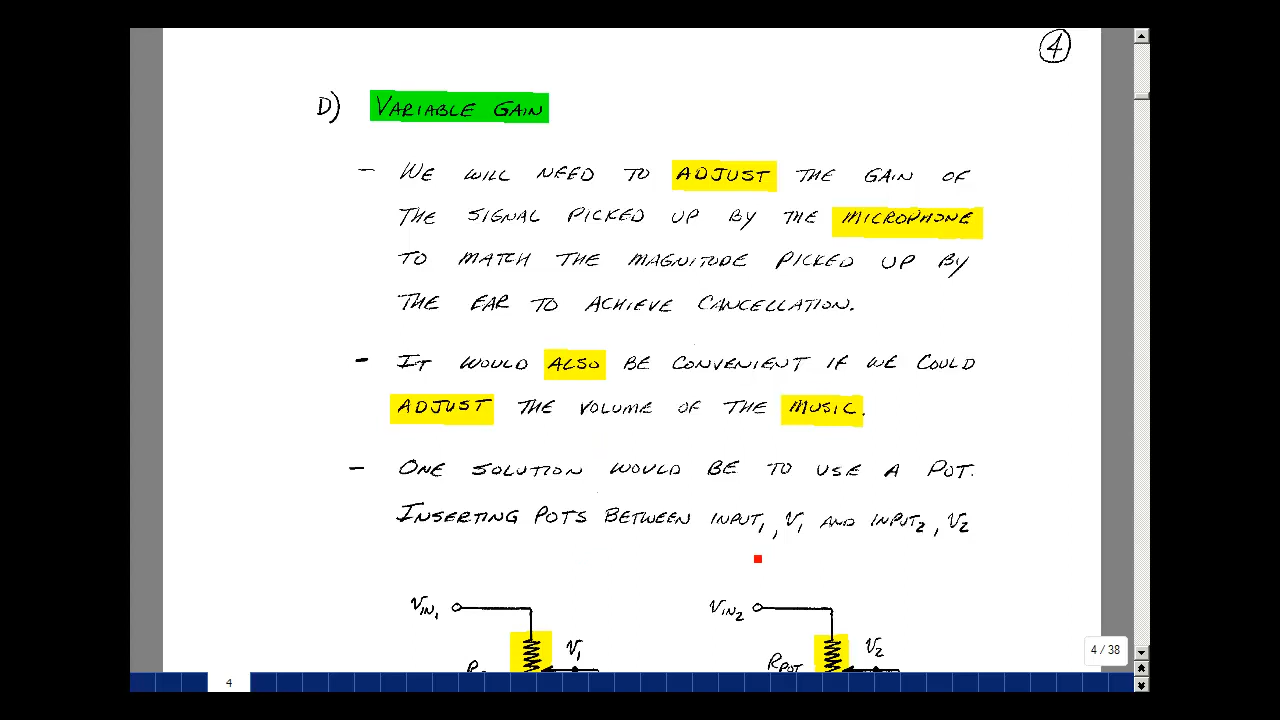 4
D) VARIABLE GAIN
- WE WILL NEED TO ADJUST THE GAIN OF
THE SIGNAL PICKED UP BY THE MICROPHONE
TO MATCH THE MAGNITUDE PICKED UP BY
THE EAR TO ACHIEVE CANCELLATION.
- IT WOULD ALSO BE CONVENIENT IF WE COULD
ADJUST THE VOLUME OF THE MUSIC.
- ONE SOLUTION WOULD BE TO USE A POT.
INSERTING POTS BETWEEN INPUT1, V1 AND INPUT2, V2
VIN1 VIN2
V1 V2
RPOT
4 / 38
4